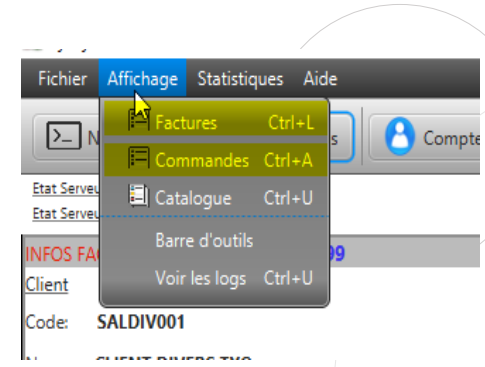 Fichier Affichage Statistiques Aide
Factures Ctrl+L
Commandes Ctrl+A
Catalogue Ctrl+U
Barre d'outils
Voir les logs Ctrl+U
N s Compte
Etat Serveu
Etat Serveu
INFOS FA 99
Client
Code: SALDIV001